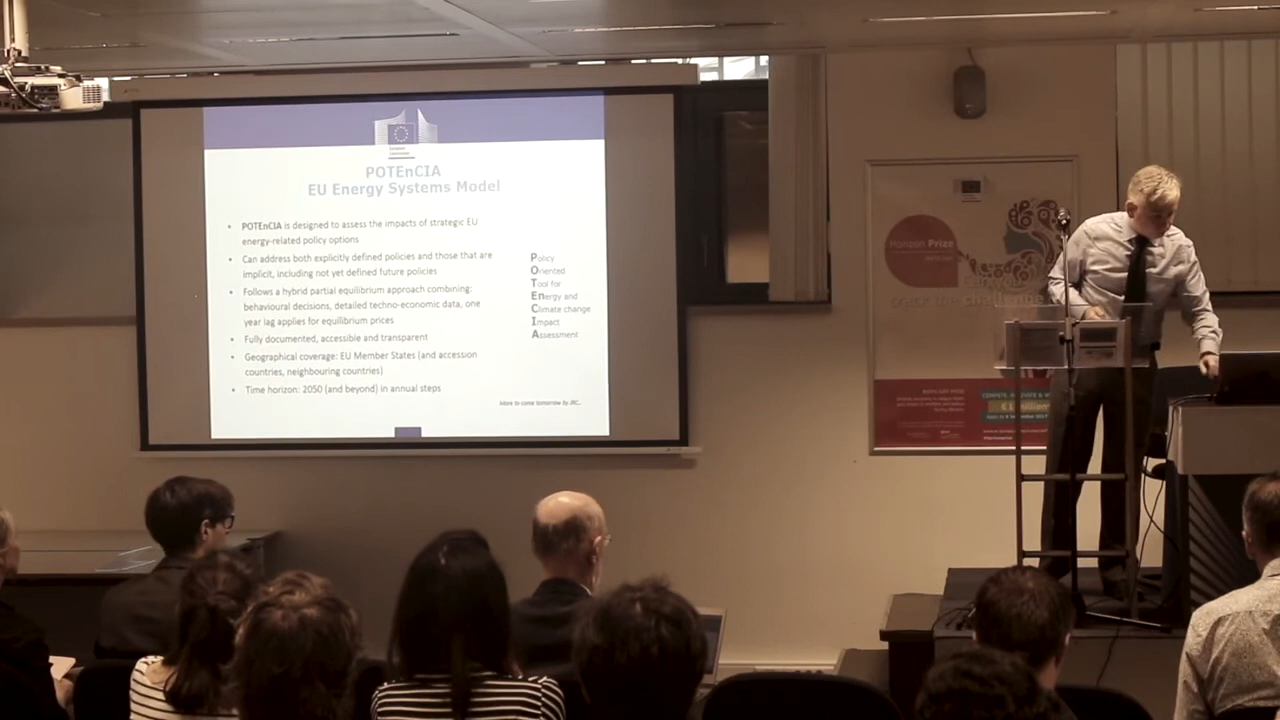 POTEnCIA
EU Energy Systems Model
• POTEnCIA is designed to assess the impacts of strategic EU
energy-related policy options
• Can address both explicitly defined policies and those that are
implicit, including not yet defined future policies
• Follows a hybrid partial equilibrium approach combining:
behavioural decisions, detailed techno-economic data, one
year lag applies for equilibrium prices
• Fully documented, accessible and transparent
• Geographical coverage: EU Member States (and accession
countries, neighbouring countries)
• Time horizon: 2050 (and beyond) in annual steps
Policy
Oriented
Tool for
Energy and
Climate change
Impact
Assessment
More to come tomorrow by JRC...
Horizon Prize
crack the challenge